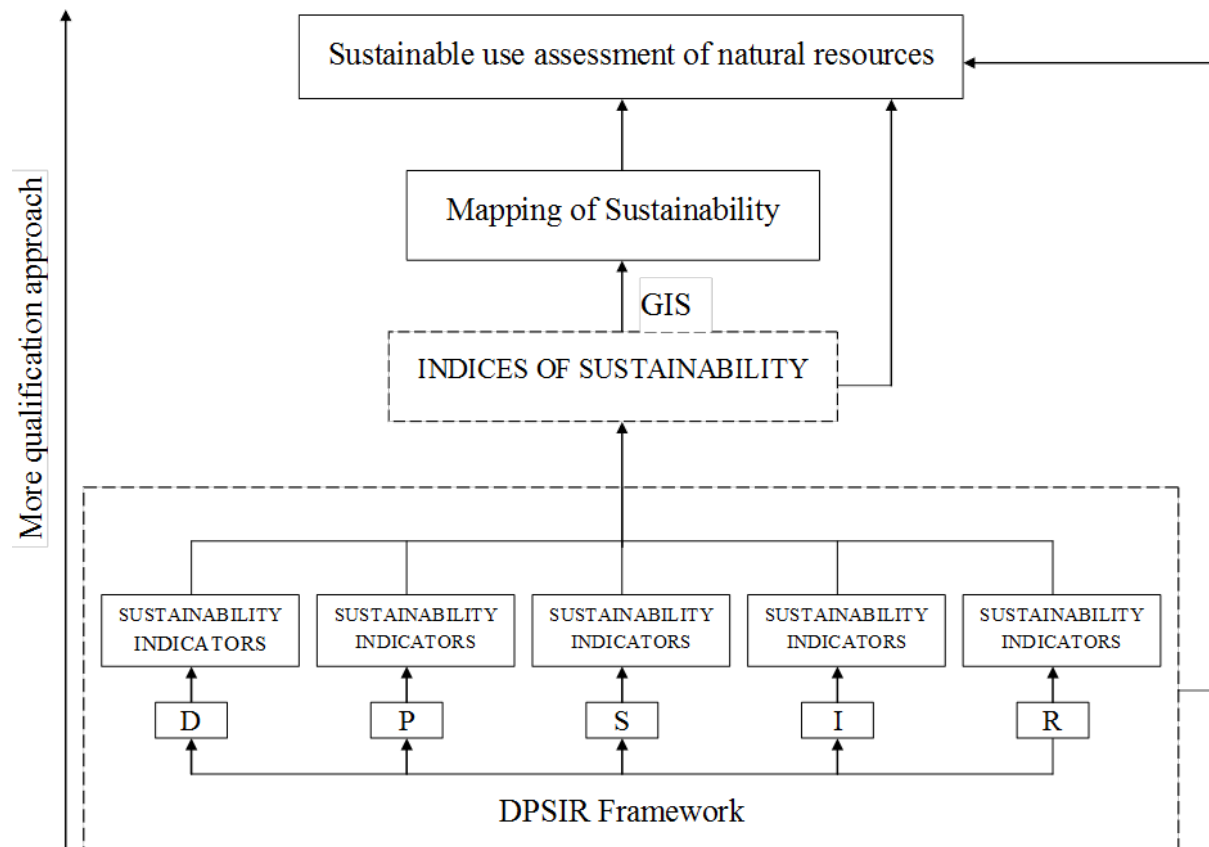 Sustainable use assessment of natural resources
Mapping of Sustainability
GIS
INDICES OF SUSTAINABILITY
More qualification approach
SUSTAINABILITY
INDICATORS
SUSTAINABILITY
INDICATORS
SUSTAINABILITY
INDICATORS
SUSTAINABILITY
INDICATORS
SUSTAINABILITY
INDICATORS
D
P
S
I
R
DPSIR Framework